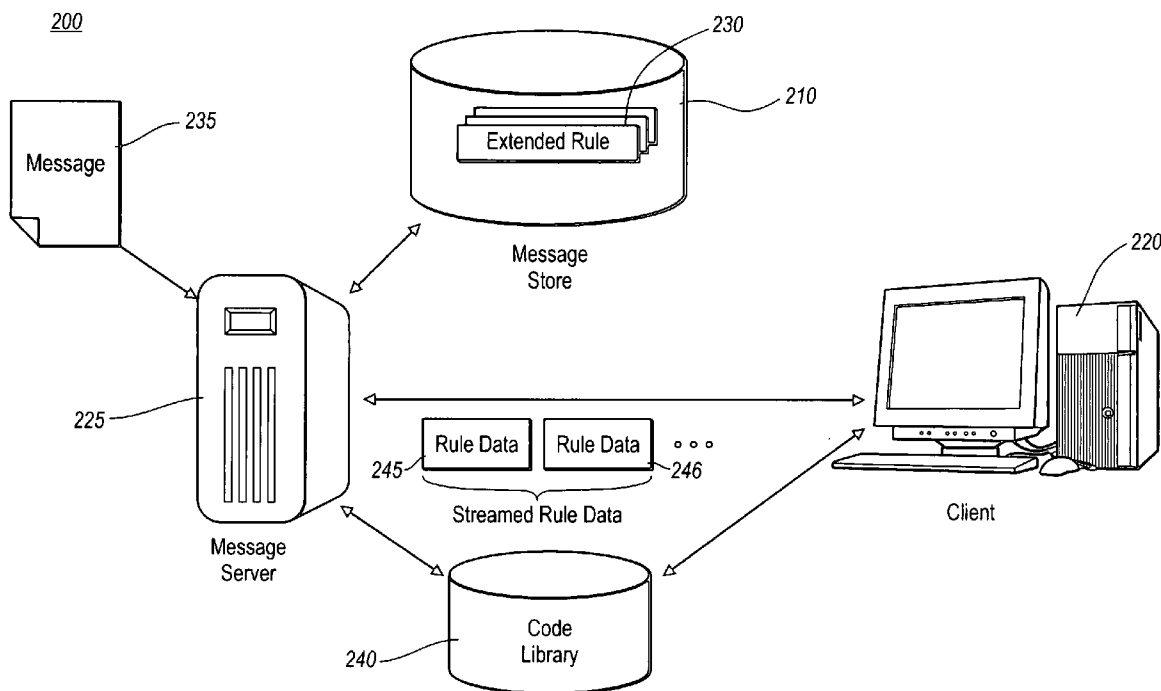 200
230
210
235
Message
Extended Rule
Message
Store
220
225
Rule Data
Rule Data
245
246
Streamed Rule Data
Client
Message
Server
Code
Library
240